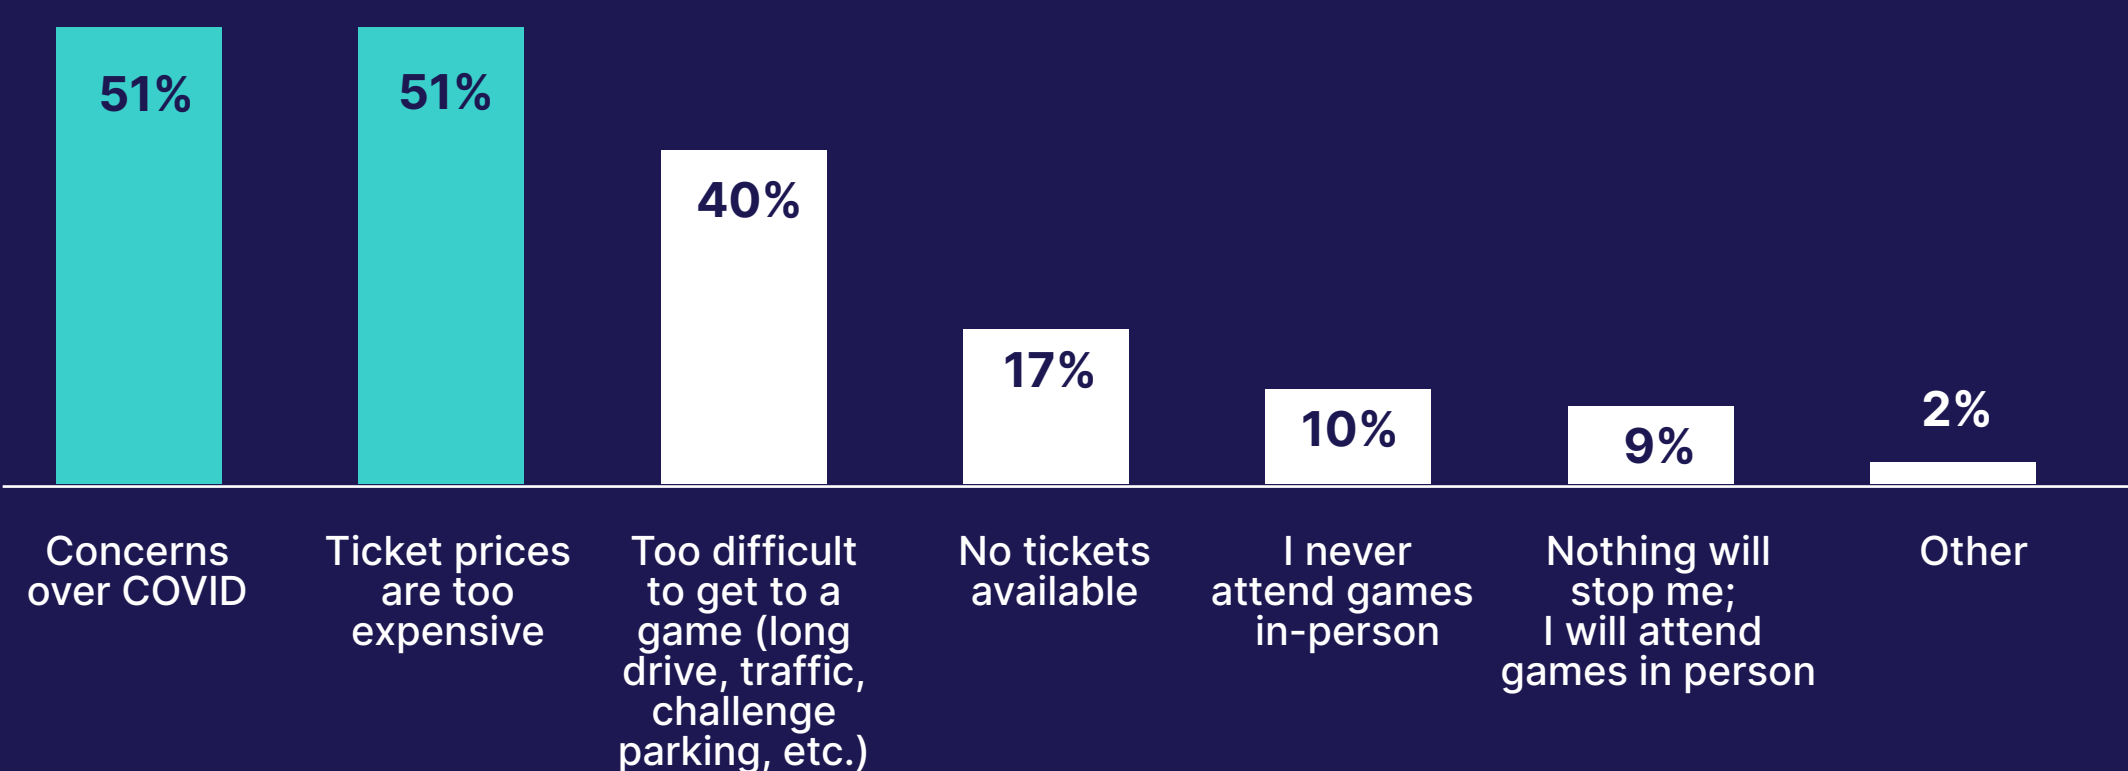 51%
51%
40%
17%
10%
9%
2%
Concerns
over COVID
Ticket prices
are too
expensive
Too difficult
to get to a
game (long
drive, traffic,
challenge
parking, etc.)
No tickets
available
I never
attend games
in-person
Nothing will
stop me;
I will attend
games in person
Other